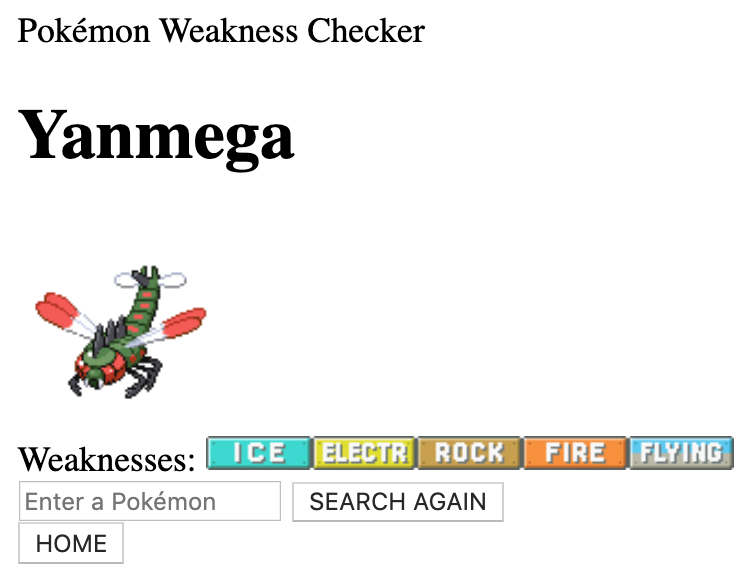 Pokémon Weakness Checker
Yanmega
Weaknesses: ICE ELECTR ROCK FIRE FLYING
Enter a Pokémon SEARCH AGAIN
HOME